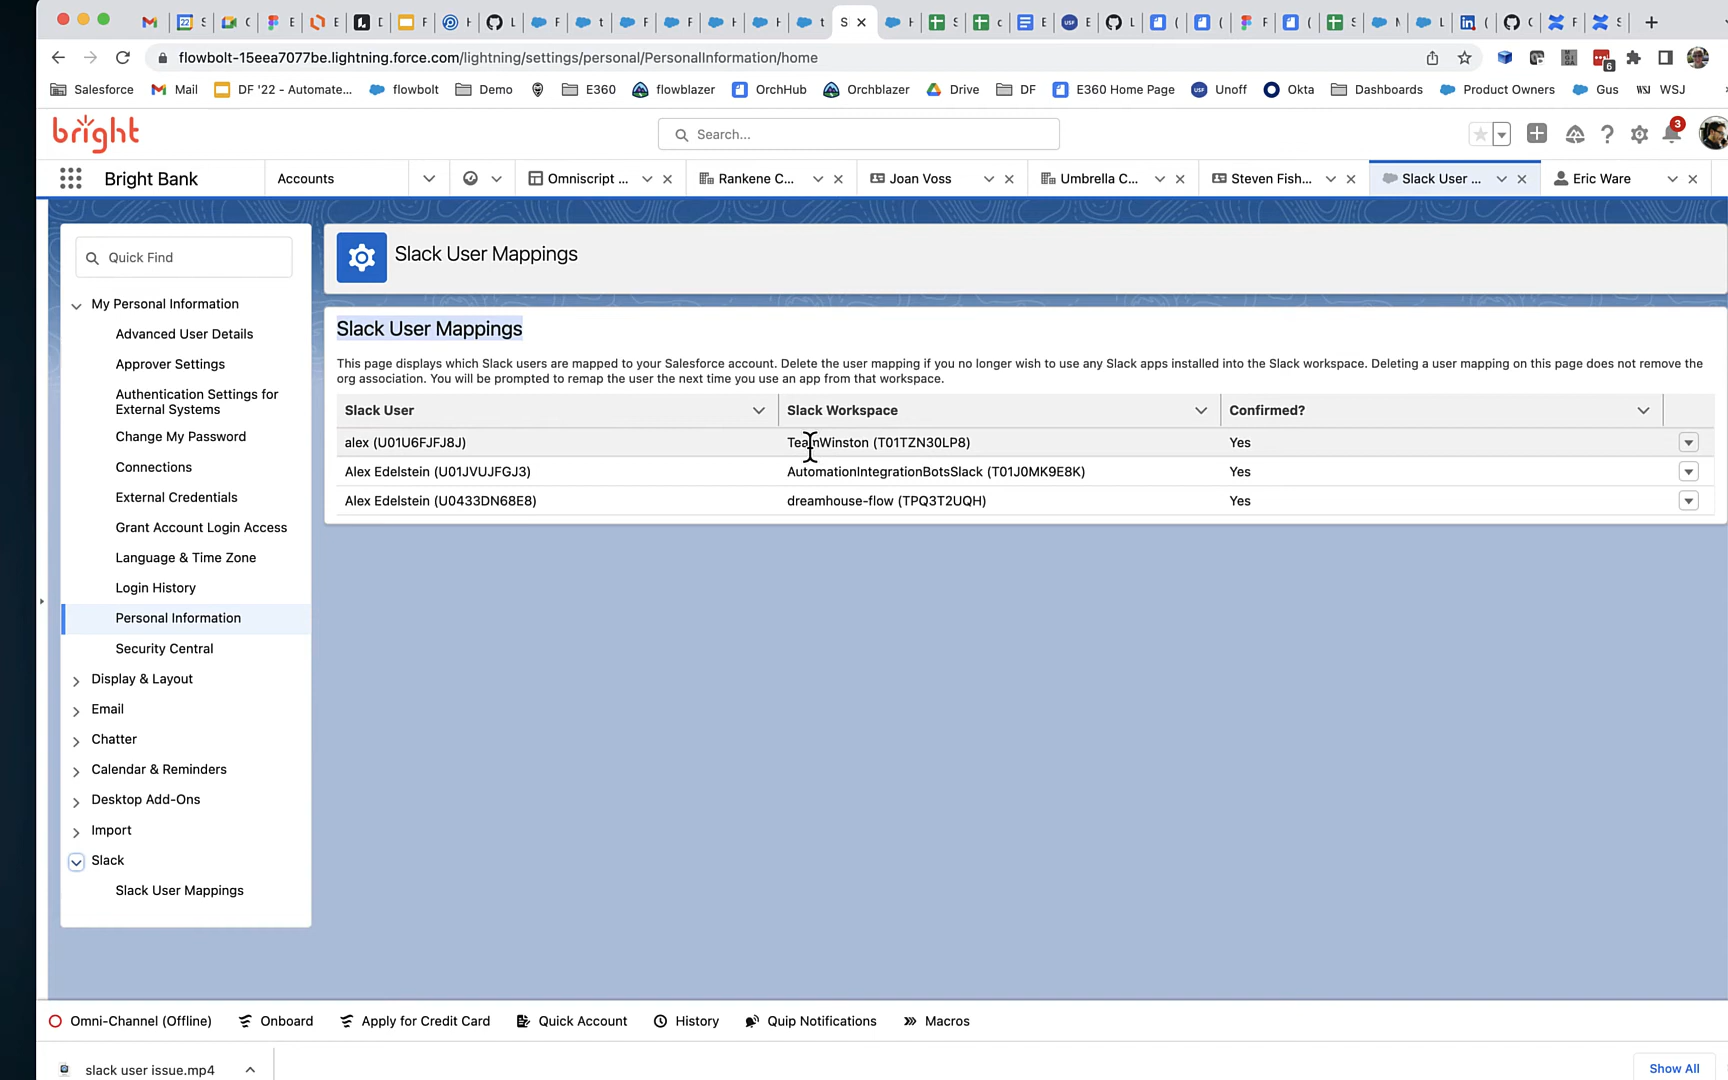 flowbolt-15eea7077be.lightning.force.com/lightning/settings/personal/PersonalInformation/home
6
Salesforce Mail DF '22 - Automate... flowbolt Demo E360 flowblazer OrchHub Orchblazer Drive DF E360 Home Page Unoff Okta Dashboards Product Owners Gus WSJ WSJ
bright
Search...
3
Bright Bank Accounts Omniscript ... Rankene C... Joan Voss Umbrella C... Steven Fish... Slack User ... Eric Ware
Quick Find
My Personal Information
Advanced User Details
Approver Settings
Authentication Settings for
External Systems
Change My Password
Connections
External Credentials
Grant Account Login Access
Language & Time Zone
Login History
Personal Information
Security Central
Display & Layout
Email
Chatter
Calendar & Reminders
Desktop Add-Ons
Import
Slack
Slack User Mappings
Slack User Mappings
Slack User Mappings
This page displays which Slack users are mapped to your Salesforce account. Delete the user mapping if you no longer wish to use any Slack apps installed into the Slack workspace. Deleting a user mapping on this page does not remove the
org association. You will be prompted to remap the user the next time you use an app from that workspace.
Slack User Slack Workspace Confirmed?
alex (U01U6FJFJ8J) TeamWinston (T01TZN30LP8) Yes
Alex Edelstein (U01JVUJFGJ3) AutomationIntegrationBotsSlack (T01J0MK9E8K) Yes
Alex Edelstein (U0433DN68E8) dreamhouse-flow (TPQ3T2UQH) Yes
Omni-Channel (Offline) Onboard Apply for Credit Card Quick Account History Quip Notifications Macros
slack user issue.mp4
Show All